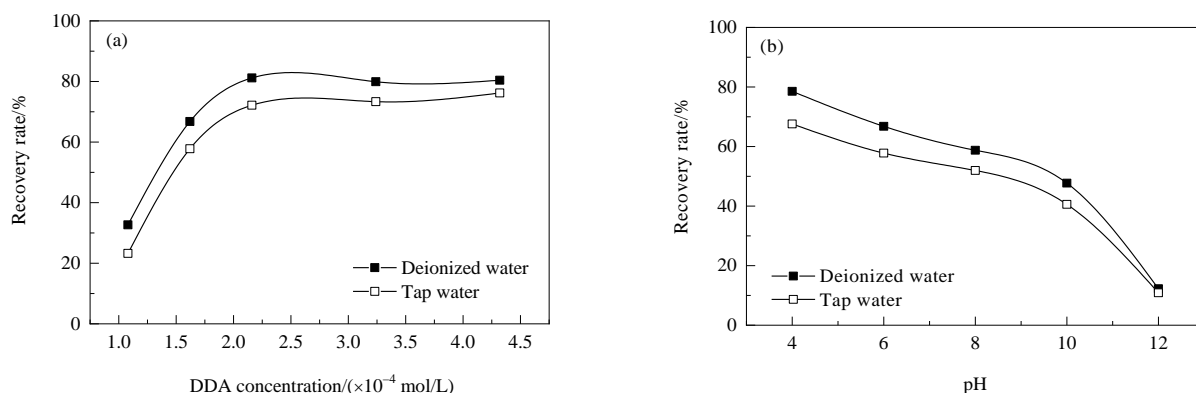 (a)
100
80
60
40
20
0
Recovery rate/%
Deionized water
Tap water
1.0 1.5 2.0 2.5 3.0 3.5 4.0 4.5
DDA concentration/(×10⁻⁴ mol/L)
(b)
100
80
60
40
20
0
Recovery rate/%
Deionized water
Tap water
4 6 8 10 12
pH